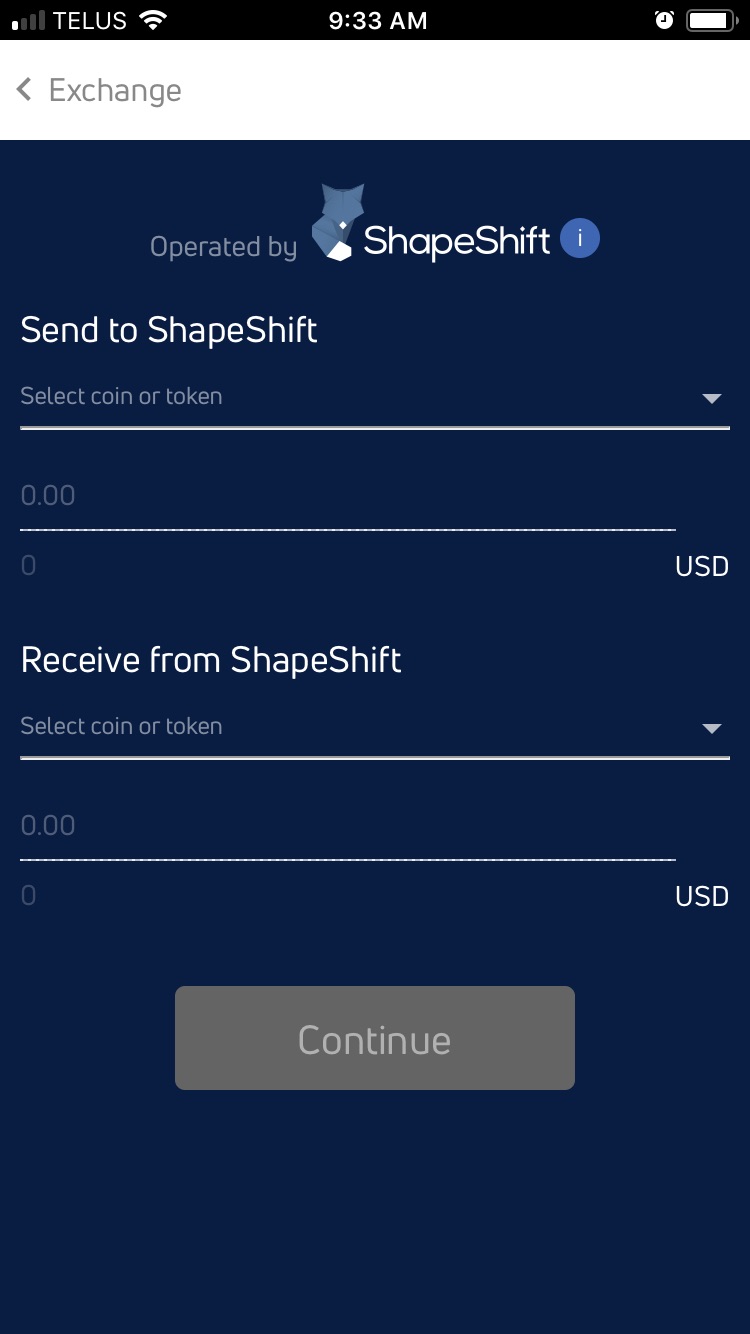 TELUS 9:33 AM
Exchange
Operated by ShapeShift i
Send to ShapeShift
Select coin or token
0.00
0 USD
Receive from ShapeShift
Select coin or token
0.00
0 USD
Continue